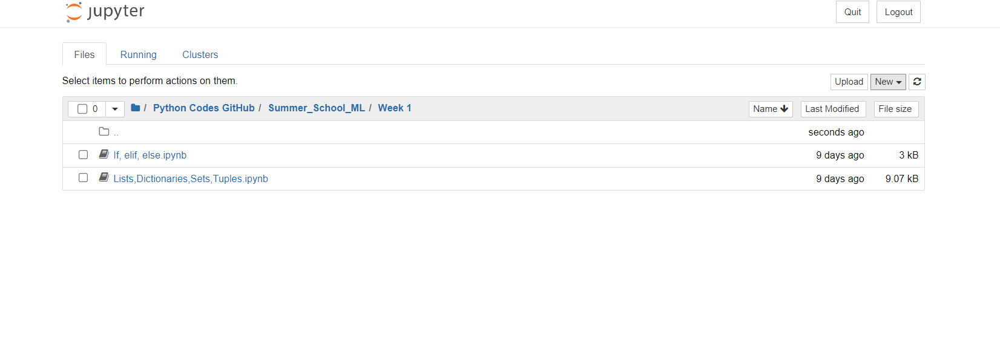 jupyter Quit Logout
Files Running Clusters
Select items to perform actions on them. Upload New
0 / Python Codes GitHub / Summer_School_ML / Week 1 Name Last Modified File size
.. seconds ago
If, elif, else.ipynb 9 days ago 3 kB
Lists,Dictionaries,Sets,Tuples.ipynb 9 days ago 9.07 kB